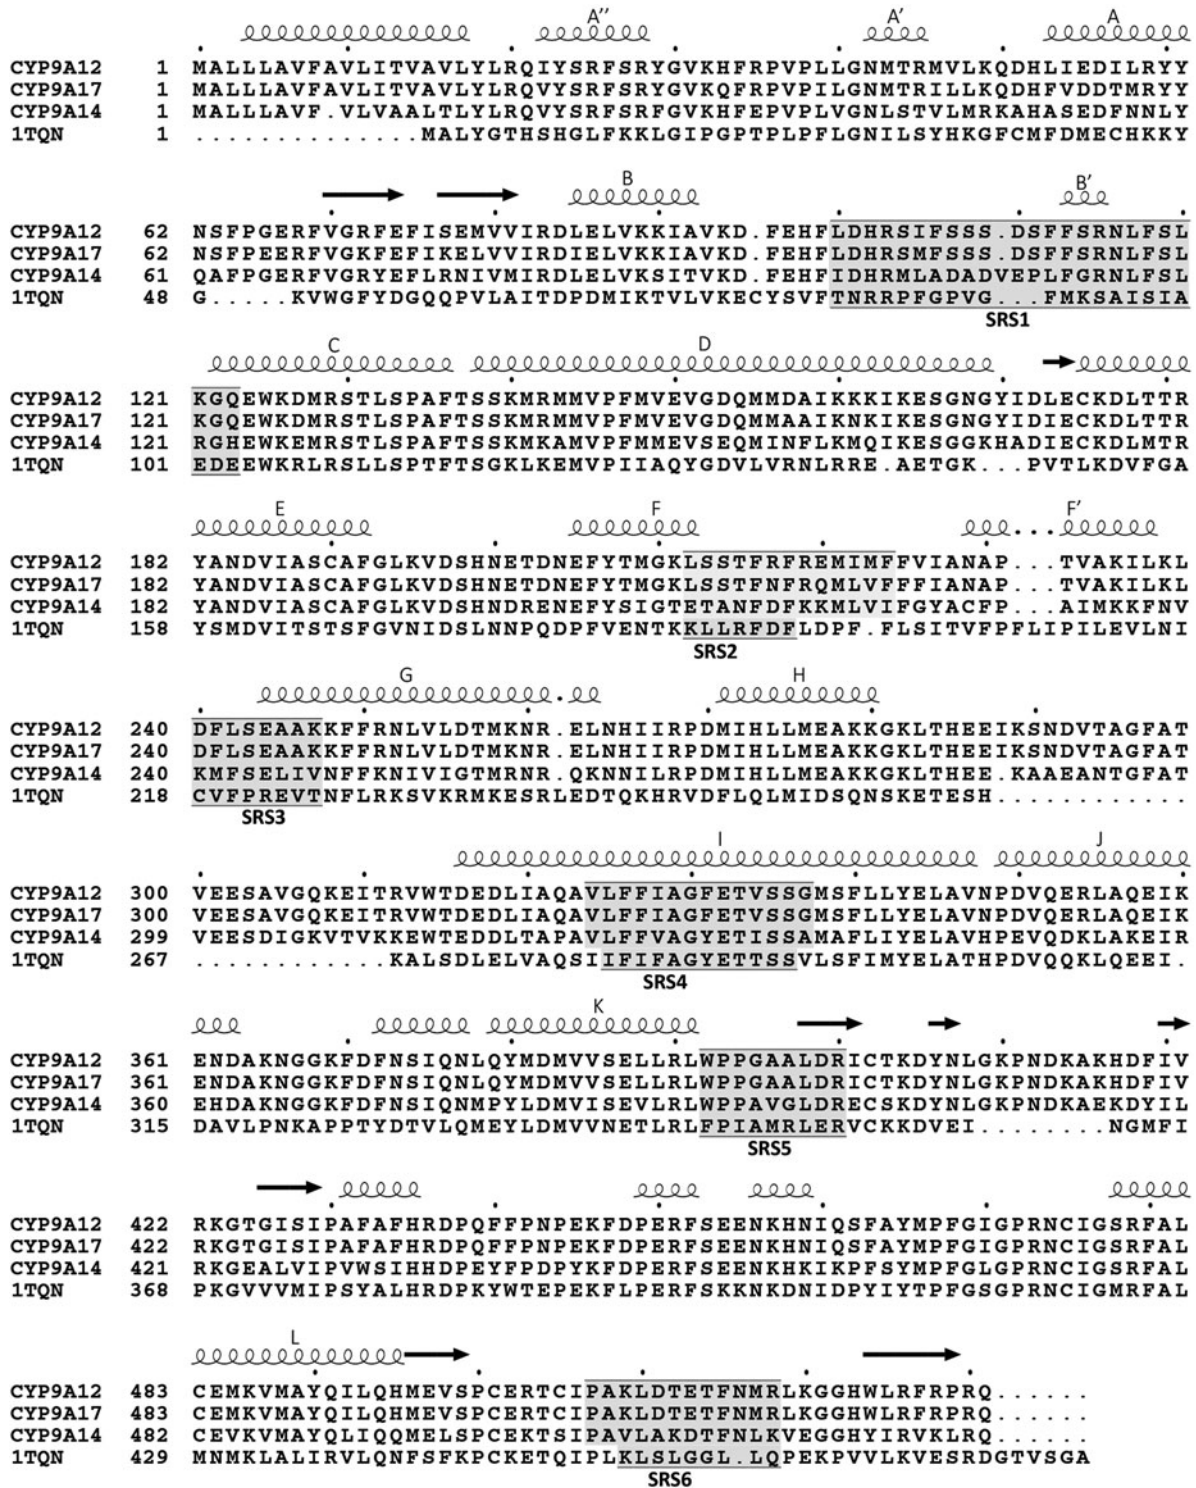 A'' A' A
CYP9A12 1 MALLLAVFAVLITVAVLYLRQIYSRFSRYGVKHFRPVPLLGNMTRMVLKQDHLIEDILRYY
CYP9A17 1 MALLLAVFAVLITVAVLYLRQVYSRFSRYGVKQFRPVPILGNMTRILLKQDHFVDDTMRYY
CYP9A14 1 MALLLAVF.VLVAALTLYLRQVYSRFSRFGVKHFEPVPLVGNLSTVLMRKAHASEDFNNLY
1TQN 1 ..............MALYGTHSHGLFKKLGIPGPTPLPFLGNILSYHKGFCMFDMECHKKY
B B'
CYP9A12 62 NSFPGERFVGRFEFISEMVVIRDLELVKKIAVKD.FEHFLDHRSIFSSS.DSFFSRNLFSL
CYP9A17 62 NSFPEERFVGKFEFIKELVVIRDLELVKKIAVKD.FEHFLDHRSMFSSS.DSFFSRNLFSL
CYP9A14 61 QAFPGERFVGRYEFLRNIVMIRDLELVKSITVKD.FEHFIDHRMLADADVEPLFGRNLFSL
1TQN 48 G.....KVWGFYDGQQPVLAITDPDMIKTVLVKECYSVFTNRRPFGPVG...FMKSAISIA
SRS1
C D
CYP9A12 121 KGQEWKDMRSTLSPAFTSSKMRMMVPFMVEVGDQMMDAIKKKIKESGNGYIDLECKDLTTR
CYP9A17 121 KGQEWKDMRSTLSPAFTSSKMRKMVPFMVEVGDQMMAAIKNKIKESGNGYIDIECKDLTTR
CYP9A14 121 RGHEWKEMRSTLSPAFTSSKMKAMVPFMMEVSEQMINFLKMQIKESGGKHADIECKDLMTR
1TQN 101 EDEEWKRLRSLLSPTFTSGKLKEMVPIIAQYGDVLVRNLRRE.AETGK...PVTLKDVFGA
E F F'
CYP9A12 182 YANDVIASCAFGLKVDSHNETDNEFYTMGKLSSTFRFREMIMFFVIANAP...TVAKILKL
CYP9A17 182 YANDVIASCAFGLKVDSHNETDNEFYTMGKLSSTFNFRQMLVFFFIANAP...TVAKILKL
CYP9A14 182 YANDVIASCAFGLKVDSHNDRENEFYSIGTETANFDFKKMLVIFGYACFP...AIMKKFNV
1TQN 158 YSMDVITSTSFGVNIDSLNNPQDPFVENTKKLLRFDFLDPF.FLSITVFPFLIPILEVLNI
SRS2
G H
CYP9A12 240 DFLSEAAKKFFRNLVLDTMKNR.ELNHIIRPDMIHLLMEAKKGKLTHEEIKSNDVTAGFAT
CYP9A17 240 DFLSEAAKKFFRNLVLDTMKNR.ELNHIIRPDMIHLLMEAKKGKLTHEEIKSNDVTAGFAT
CYP9A14 240 KMFSELIVNFFKNIVIGTMRNR.QKNNILRPDMIHLLMEAKKGKLTHEE.KAAEANTGFAT
1TQN 218 CVFPREVTNFLRKSVKRMKESRLEDTQKHRVDFLQLMIDSQNSKETESH............
SRS3
I J
CYP9A12 300 VEESAVGQKEITRVWTDEDLIAQAVLFFIAGFETVSSGMSFLLYELAVNPDVQERLAQEIK
CYP9A17 300 VEESAVGQKEITRVWTDEDLIAQAVLFFIAGFETVSSGMSFLLYELAVNPDVQERLAQEIK
CYP9A14 299 VEESDIGKVTVKKEWTEDDLTAPAVLFFVAGYETISSAMAFLIYELAVHPEVQDKLAKEIR
1TQN 267 ............KALSDLELVAQSIIFIFAGYETTSSVLSFIMYELATHPDVQQKLQEEI.
SRS4
K
CYP9A12 361 ENDAKNGGKFDFNSIQNLQYMDMVVSELLRLWPPGAALDRICTKDYNLGKPNDKAKHDFIV
CYP9A17 361 ENDAKNGGKFDFNSIQNLQYMDMVVSELLRLWPPGAALDRICTKDYNLGKPNDKAKHDFIV
CYP9A14 360 EHDAKNGGKFDFNSIQNMPYLDMVISEVLRLWPPAVGLDRECSKDYNLGKPNDKAEKDYIL
1TQN 315 DAVLPNKAPPTYDTVLQMEYLDMVVNETLRLFPIAMRLERVCKKDVEI........NGMFI
SRS5
CYP9A12 422 RKGTGISIPAFAFHRDPQFFPNPEKFDPERFSEENKHNIQSFAYMPFGIGPRNCIGSRFAL
CYP9A17 422 RKGTGISIPAFAFHRDPQFFPNPEKFDPERFSEENKHNIQSFAYMPFGIGPRNCIGSRFAL
CYP9A14 421 RKGEALVIPVWSIHHDPEYFPDPYKFDPERFSEENKHKIKPFSYMPFGLGPRNCIGSRFAL
1TQN 368 PKGVVVMIPSYALHRDPKYWTEPEKFLPERFSKKNKDNIDPYIYTPFGSGPRNCIGMRFAL
L
CYP9A12 483 CEMKVMAYQILQHMEVSPCERTCIPAKLDTETFNMRLKGGHWLRFRPRQ......
CYP9A17 483 CEMKVMAYQILQHMEVSPCERTCIPAKLDTETFNMRLKGGHWLRFRPRQ......
CYP9A14 482 CEVKVMAYQLIQQMELSPCEKTSIPAVLAKDTFNLKVEGGHYIRVKLRQ......
1TQN 429 MNMKLALIRVLQNFSFKPCKETQIPLKLSLGGL.LQPEKPVVLKVESRDGTVSGA
SRS6